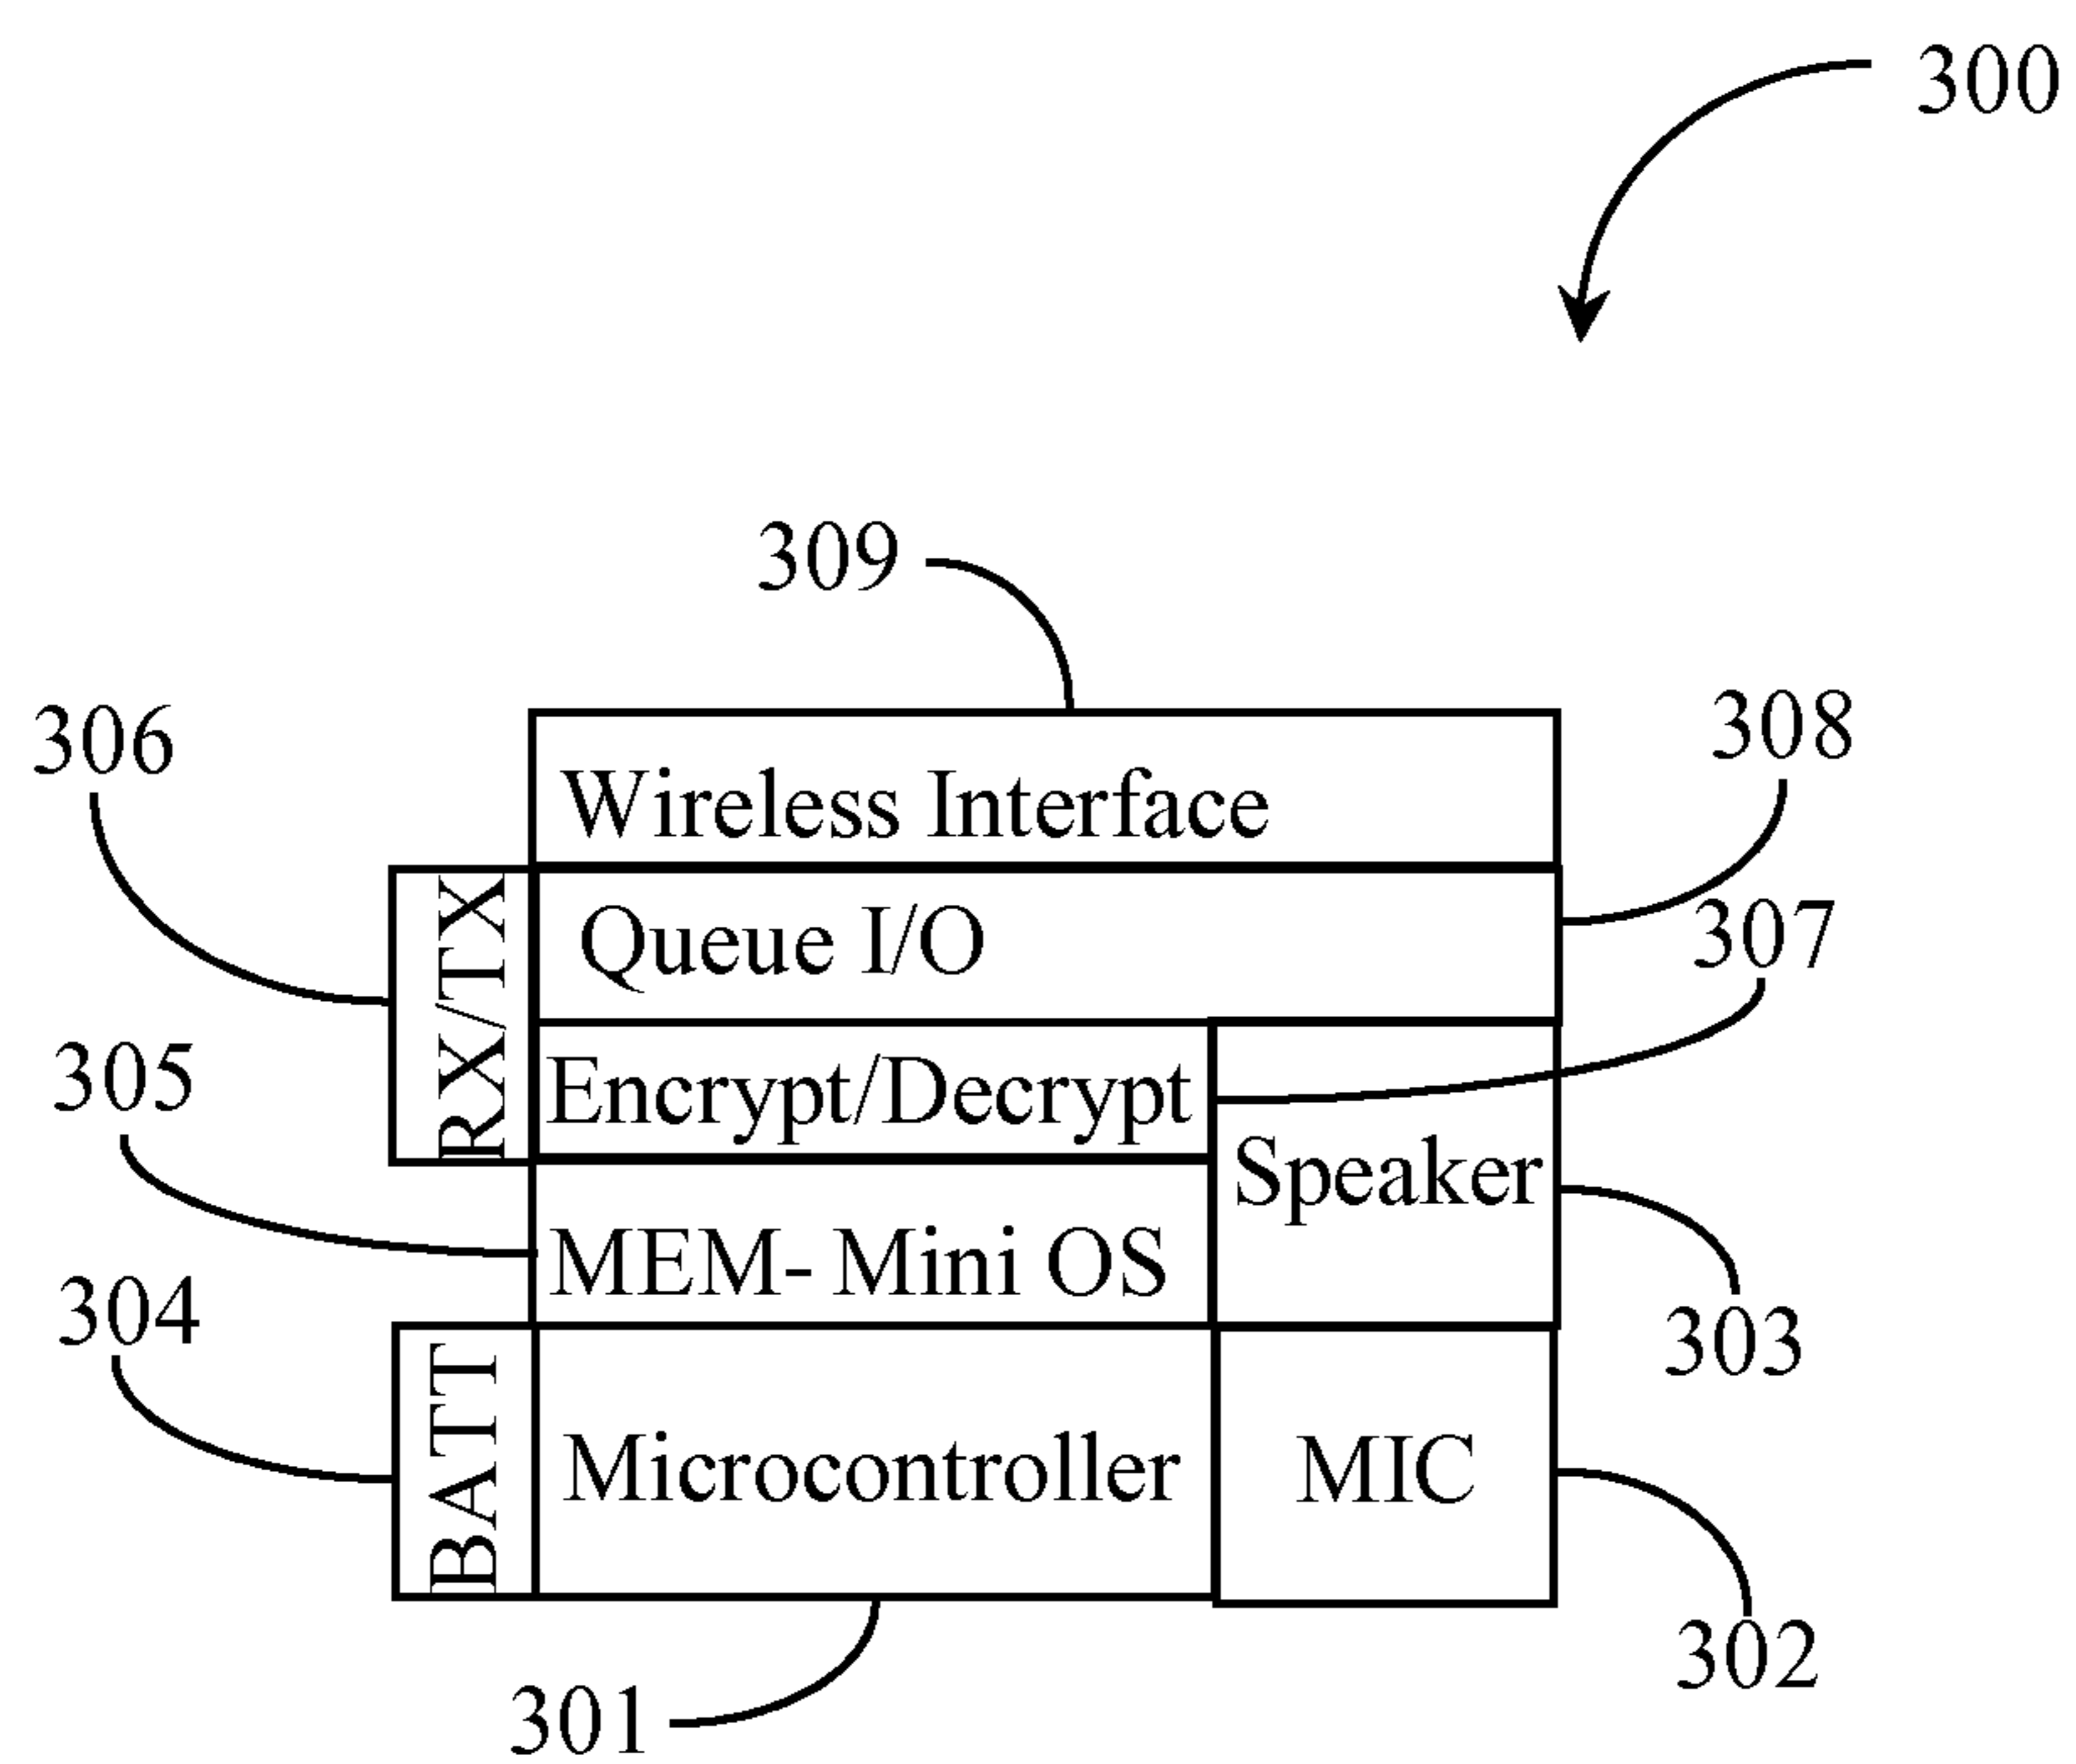 300
309
306
308
Wireless Interface
RX/TX
Queue I/O
307
305
Encrypt/Decrypt
Speaker
MEM- Mini OS
304
303
BATT
Microcontroller
MIC
302
301